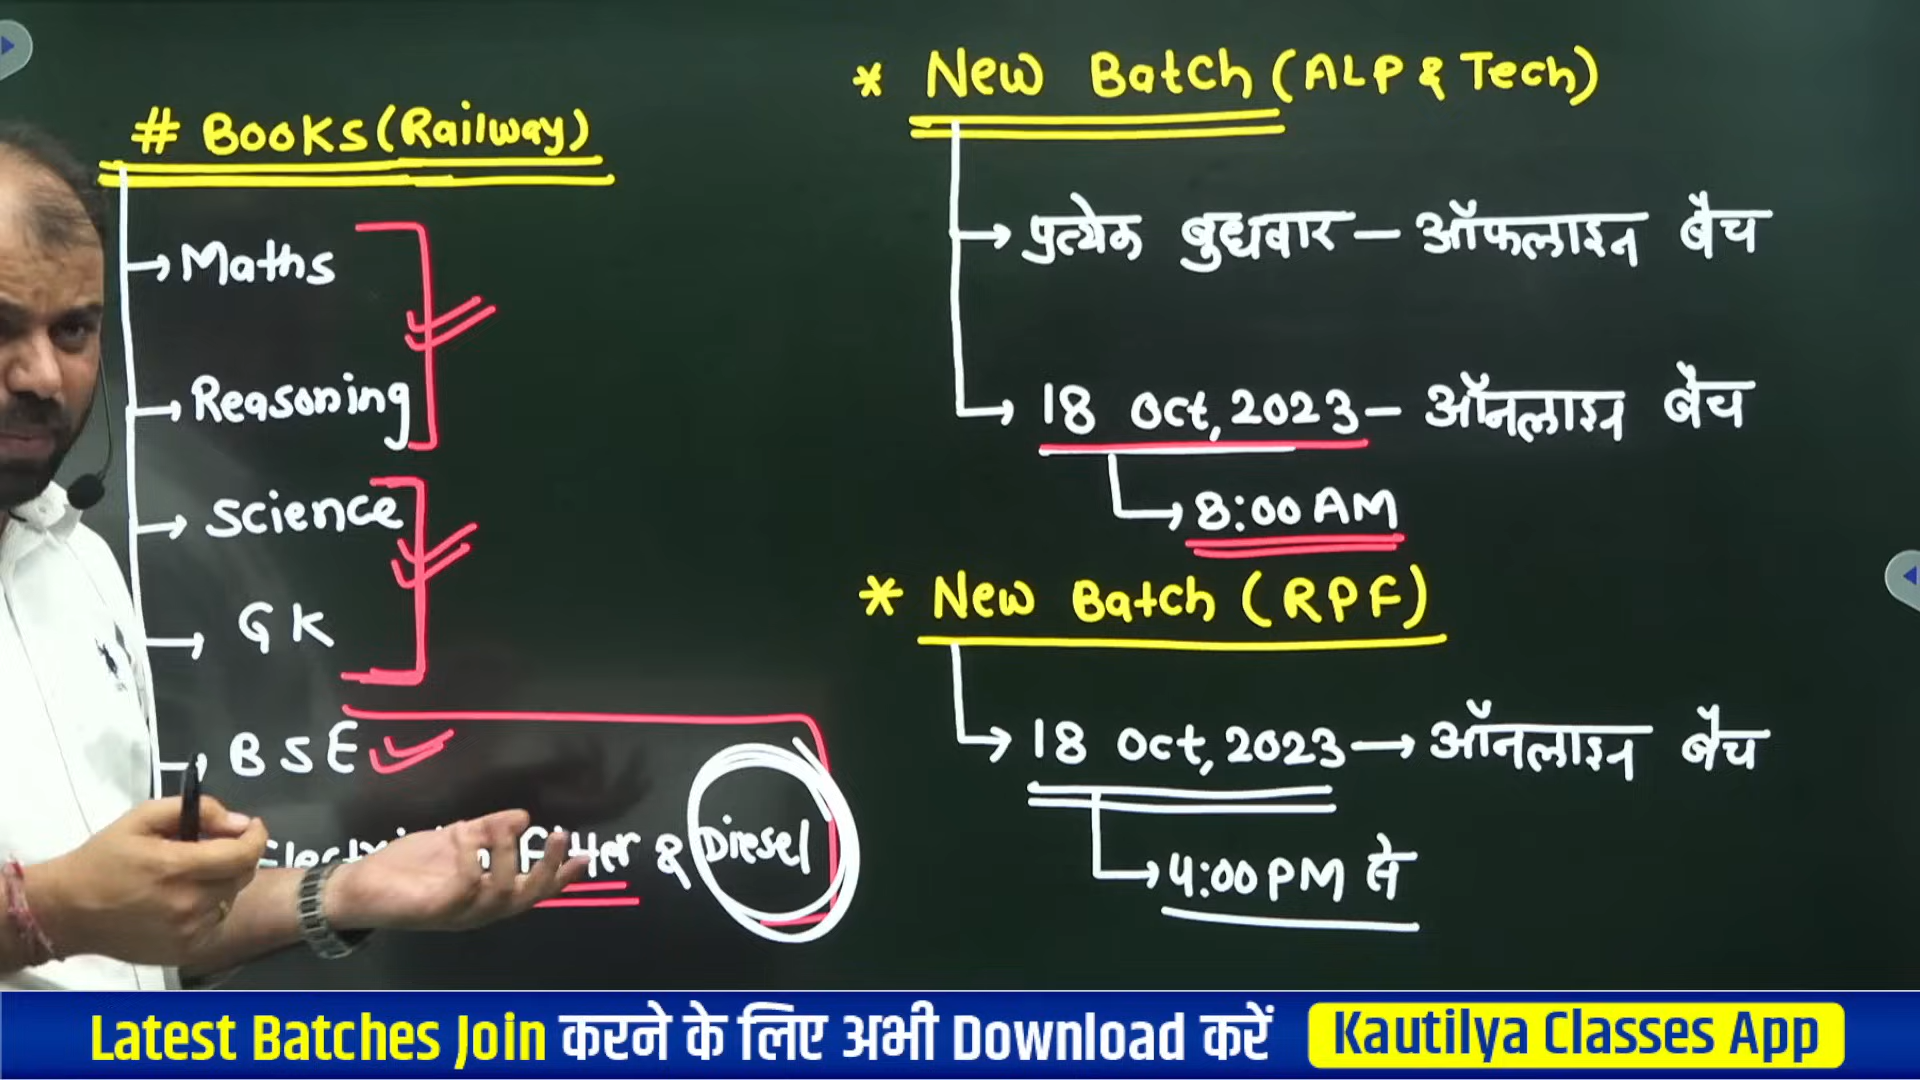 # Books (Railway)
Maths
Reasoning
Science
GK
BSE
Fitter & Diesel
* New Batch (ALP & Tech)
प्रत्येक बुधवार – ऑफलाइन बैच
18 Oct, 2023 – ऑनलाइन बैच
8:00 AM
* New Batch (RPF)
18 Oct, 2023 → ऑनलाइन बैच
4:00 PM से
Latest Batches Join करने के लिए अभी Download करें Kautilya Classes App